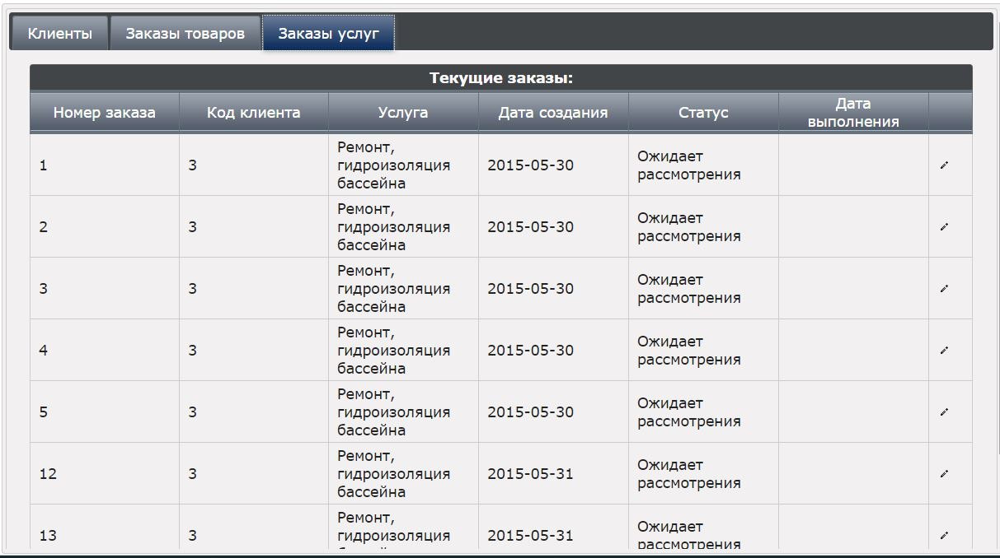 Клиенты Заказы товаров Заказы услуг
Текущие заказы:
Номер заказа Код клиента Услуга Дата создания Статус Дата
выполнения
1 3 Ремонт,
гидроизоляция
бассейна 2015-05-30 Ожидает
рассмотрения
2 3 Ремонт,
гидроизоляция
бассейна 2015-05-30 Ожидает
рассмотрения
3 3 Ремонт,
гидроизоляция
бассейна 2015-05-30 Ожидает
рассмотрения
4 3 Ремонт,
гидроизоляция
бассейна 2015-05-30 Ожидает
рассмотрения
5 3 Ремонт,
гидроизоляция
бассейна 2015-05-30 Ожидает
рассмотрения
12 3 Ремонт,
гидроизоляция
бассейна 2015-05-31 Ожидает
рассмотрения
13 3 Ремонт,
гидроизоляция
2015-05-31 Ожидает
рассмотрения